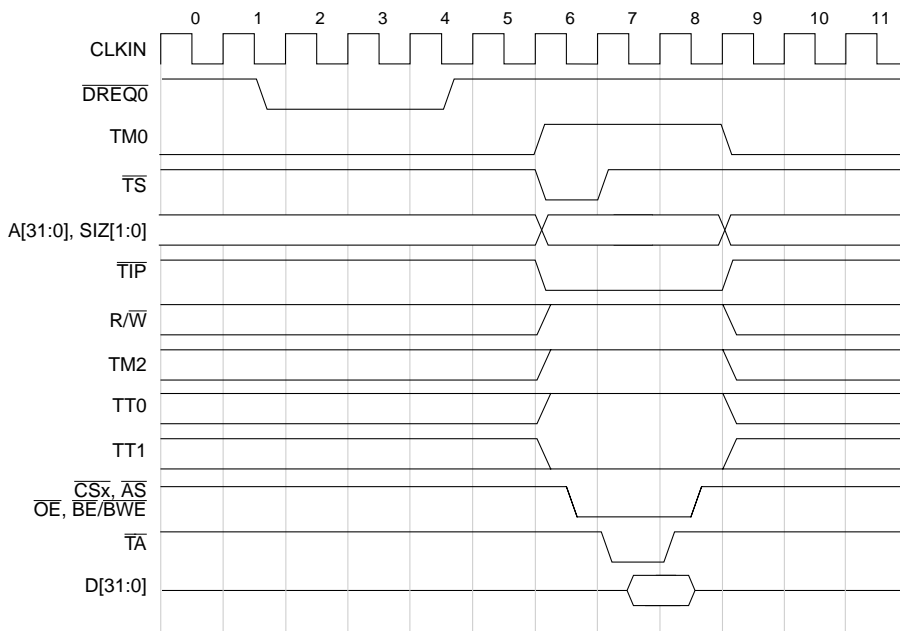 0 1 2 3 4 5 6 7 8 9 10 11
CLKIN
DREQ0
TM0
TS
A[31:0], SIZ[1:0]
TIP
R/W
TM2
TT0
TT1
CSx, AS
OE, BE/BWE
TA
D[31:0]